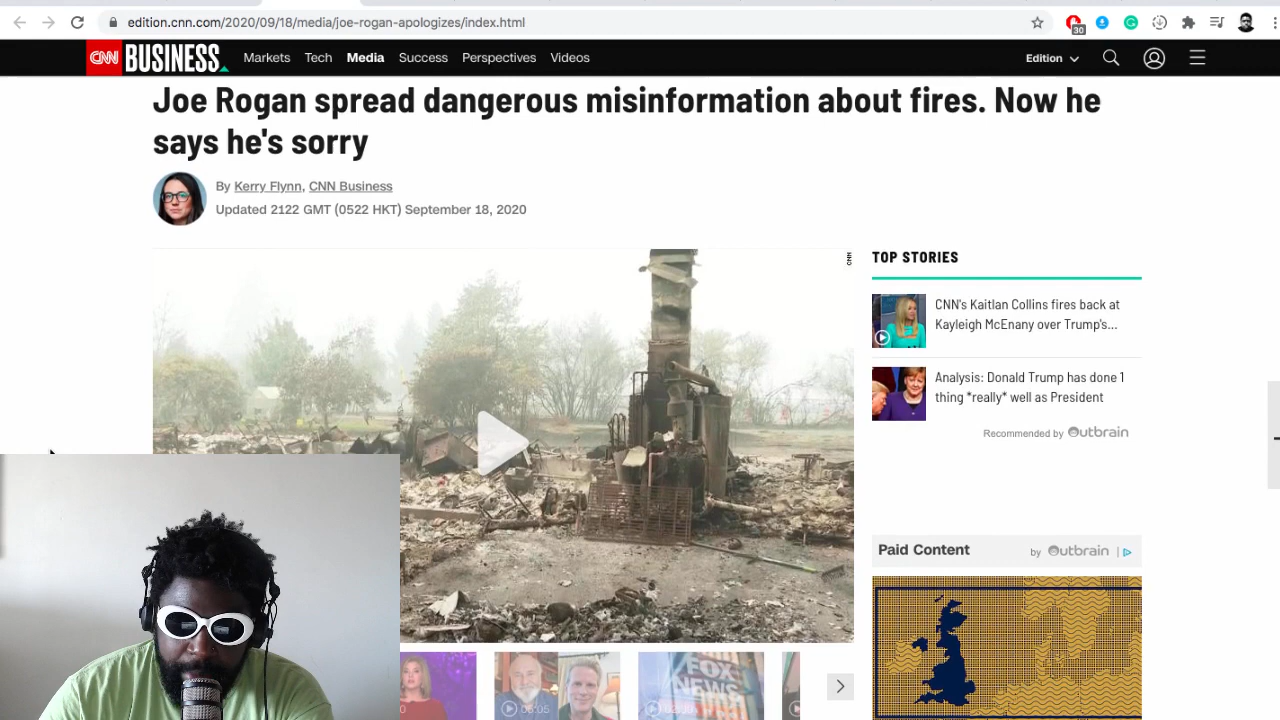 edition.cnn.com/2020/09/18/media/joe-rogan-apologizes/index.html
30
CNN BUSINESS
Markets Tech Media Success Perspectives Videos
Edition
Joe Rogan spread dangerous misinformation about fires. Now he
says he's sorry
By Kerry Flynn, CNN Business
Updated 2122 GMT (0522 HKT) September 18, 2020
CNN
TOP STORIES
CNN's Kaitlan Collins fires back at
Kayleigh McEnany over Trump's...
Analysis: Donald Trump has done 1
thing *really* well as President
Recommended by Outbrain
Paid Content
by Outbrain
FOX
NEWS